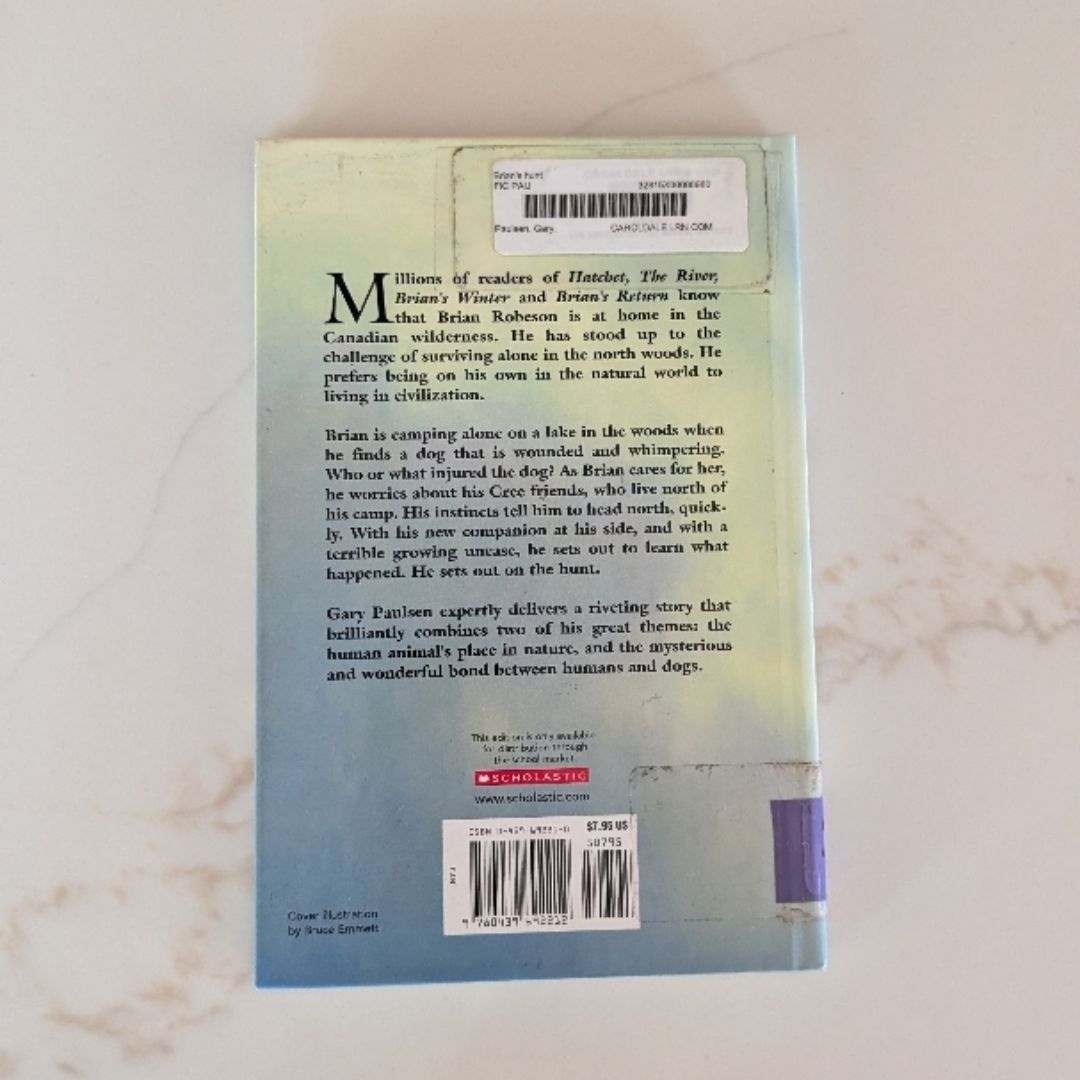 Brian's hunt
FIC PAU
Paulsen, Gary
Millions of readers of Hatchet, The River,
Brian's Winter and Brian's Return know
that Brian Robeson is at home in the
Canadian wilderness. He has stood up to the
challenge of surviving alone in the north woods. He
prefers being on his own in the natural world to
living in civilization.
Brian is camping alone on a lake in the woods when
he finds a dog that is wounded and whimpering.
Who or what injured the dog? As Brian cares for her,
he worries about his Cree friends, who live north of
his camp. His instincts tell him to head north, quick-
ly. With his new companion at his side, and with a
terrible growing unease, he sets out to learn what
happened. He sets out on the hunt.
Gary Paulsen expertly delivers a riveting story that
brilliantly combines two of his great themes: the
human animal's place in nature, and the mysterious
and wonderful bond between humans and dogs.
This edition is only available
for distribution through
the school market.
SCHOLASTIC
www.scholastic.com
ISBN 0-439-69221-0 $7.95 US
50795
9 780439 692212
Cover illustration
by Bruce Emmett